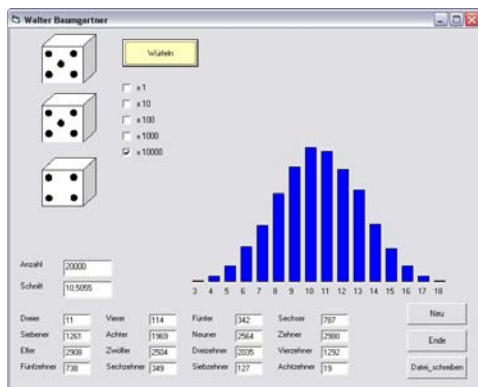 Walter Baumgartner
Würfeln
x 1
x 10
x 100
x 1000
x 10000
Anzahl 20000
Schnitt 10,5055
3 4 5 6 7 8 9 10 11 12 13 14 15 16 17 18
Dreier 11 Vierer 114 Fünfer 342 Sechser 787 Neu
Siebener 1261 Achter 1969 Neuner 2564 Zehner 2980 Ende
Elfer 2908 Zwölfer 2504 Dreizehner 2035 Vierzehner 1292
Fünfzehner 738 Sechzehner 349 Siebzehner 127 Achtzehner 19 Datei_schreiben